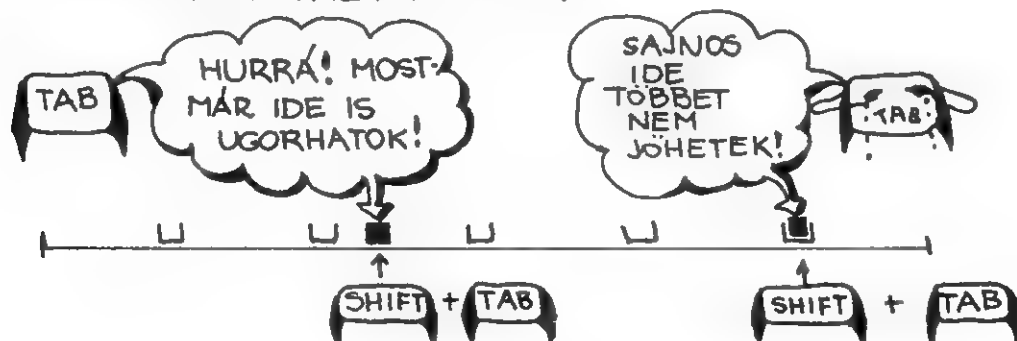 TAB
HURRÁ! MOST-
MÁR IDE IS
UGORHATOK!
SAJNOS
IDE
TÖBBET
NEM
JÖHETEK!
TAB
SHIFT + TAB
SHIFT + TAB